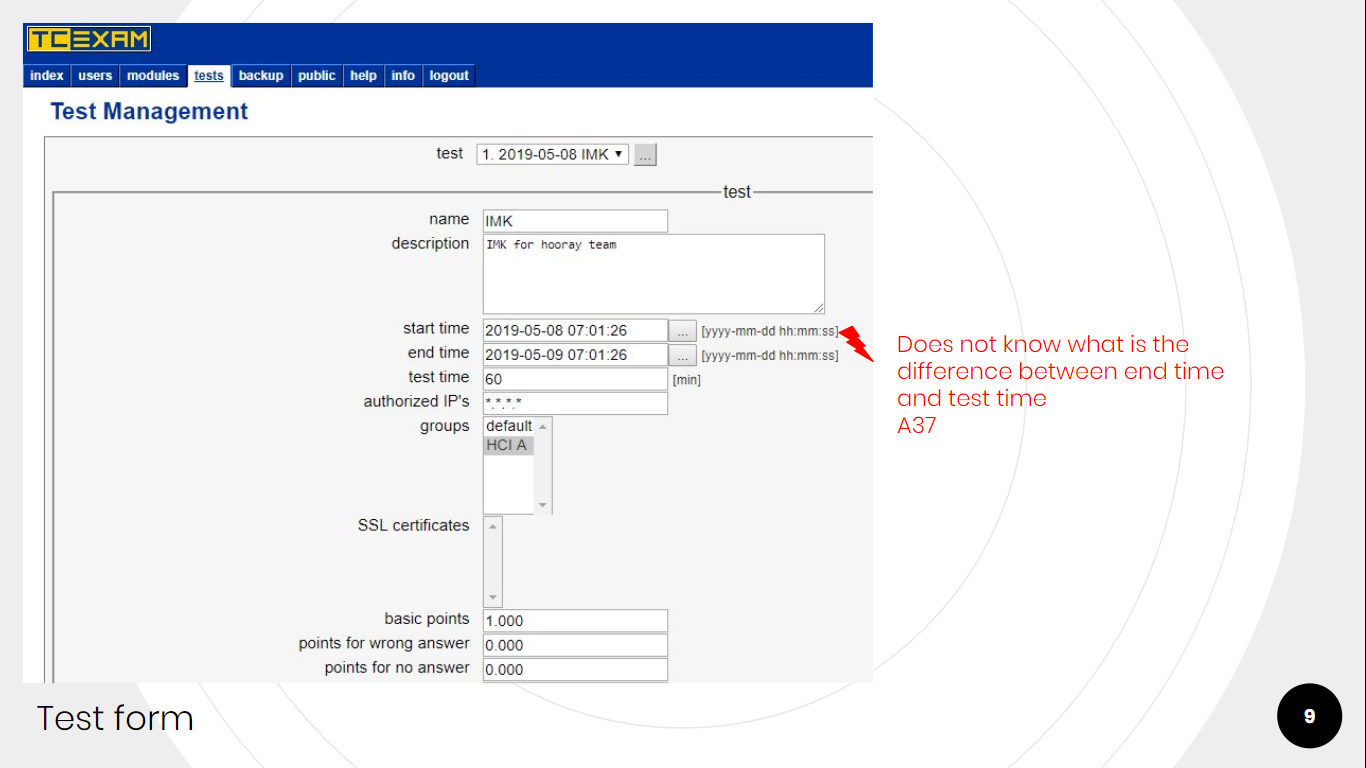 TCEXAM
index users modules tests backup public help info logout
Test Management
test 1. 2019-05-08 IMK ...
test
name IMK
description IMK for hooray team
start time 2019-05-08 07:01:26 ... [yyyy-mm-dd hh:mm:ss]
end time 2019-05-09 07:01:26 ... [yyyy-mm-dd hh:mm:ss]
test time 60 [min]
authorized IP's *.*.*.*
groups default
HCI A
SSL certificates
basic points 1.000
points for wrong answer 0.000
points for no answer 0.000
Does not know what is the
difference between end time
and test time
A37
Test form
9